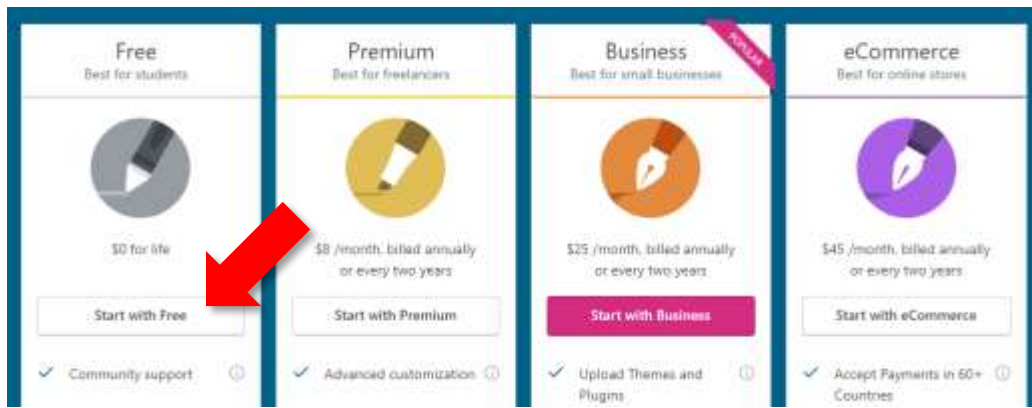 Free
Best for students
$0 for life
Start with Free
Community support
Premium
Best for freelancers
$8 /month, billed annually
or every two years
Start with Premium
Advanced customization
POPULAR
Business
Best for small businesses
$25 /month, billed annually
or every two years
Start with Business
Upload Themes and
Plugins
eCommerce
Best for online stores
$45 /month, billed annually
or every two years
Start with eCommerce
Accept Payments in 60+
Countries